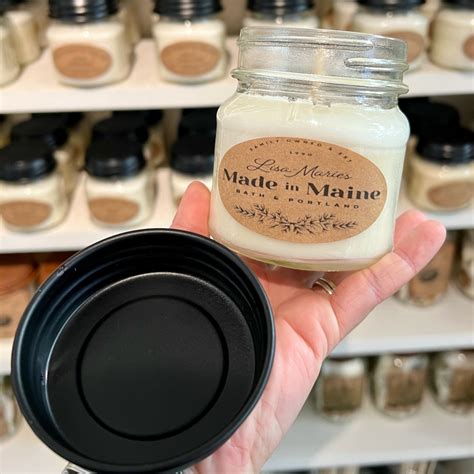 Lisa Marie's
Made in Maine
BATH & PORTLAND